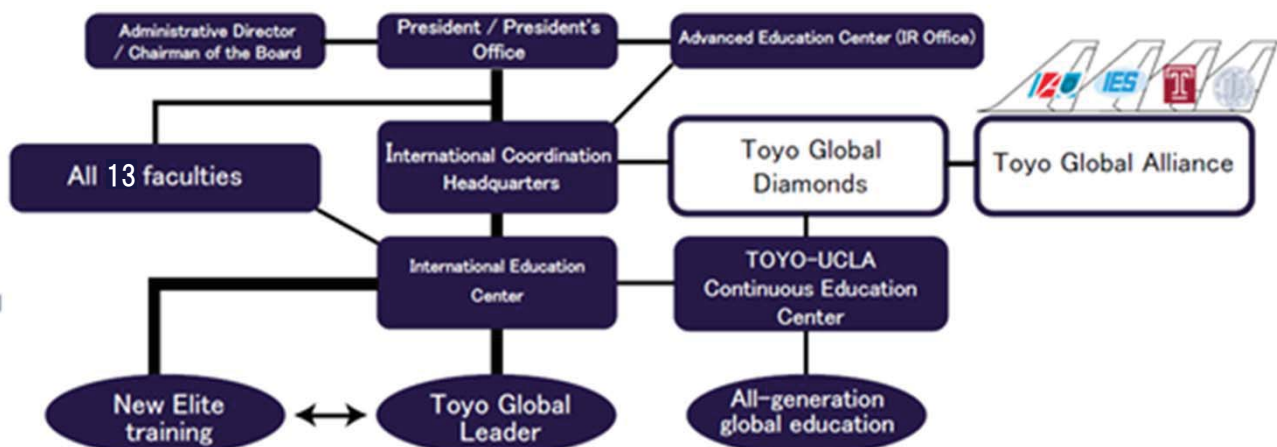 Administrative Director
/ Chairman of the Board
President / President's
Office
Advanced Education Center (IR Office)
IAU
IES
T
All 13 faculties
International Coordination
Headquarters
Toyo Global
Diamonds
Toyo Global Alliance
International Education
Center
TOYO-UCLA
Continuous Education
Center
New Elite
training
Toyo Global
Leader
All-generation
global education